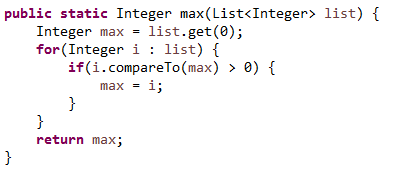 public static Integer max(List<Integer> list) {
    Integer max = list.get(0);
    for(Integer i : list) {
        if(i.compareTo(max) > 0) {
            max = i;
        }
    }
    return max;
}